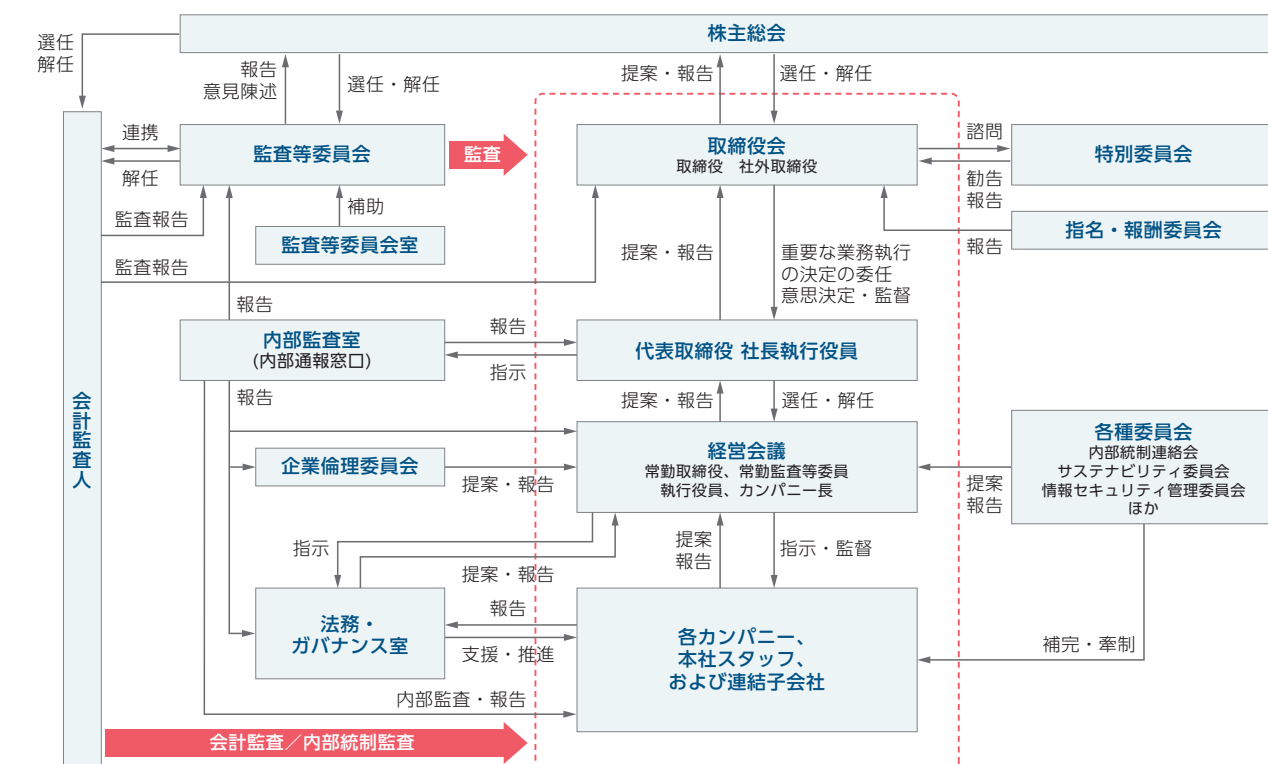 株主総会
選任
解任
報告
意見陳述
選任・解任
提案・報告
選任・解任
連携
解任
監査等委員会
監査
取締役会
取締役　社外取締役
諮問
勧告
報告
特別委員会
監査報告
補助
監査等委員会室
指名・報酬委員会
報告
監査報告
提案・報告
重要な業務執行
の決定の委任
意思決定・監督
報告
内部監査室
(内部通報窓口)
報告
指示
代表取締役 社長執行役員
報告
提案・報告
選任・解任
会計監査人
企業倫理委員会
提案・報告
経営会議
常勤取締役、常勤監査等委員
執行役員、カンパニー長
提案
報告
各種委員会
内部統制連絡会
サステナビリティ委員会
情報セキュリティ管理委員会
ほか
指示
提案・報告
提案
報告
指示・監督
法務・
ガバナンス室
報告
支援・推進
各カンパニー、
本社スタッフ、
および連結子会社
補完・牽制
内部監査・報告
会計監査／内部統制監査